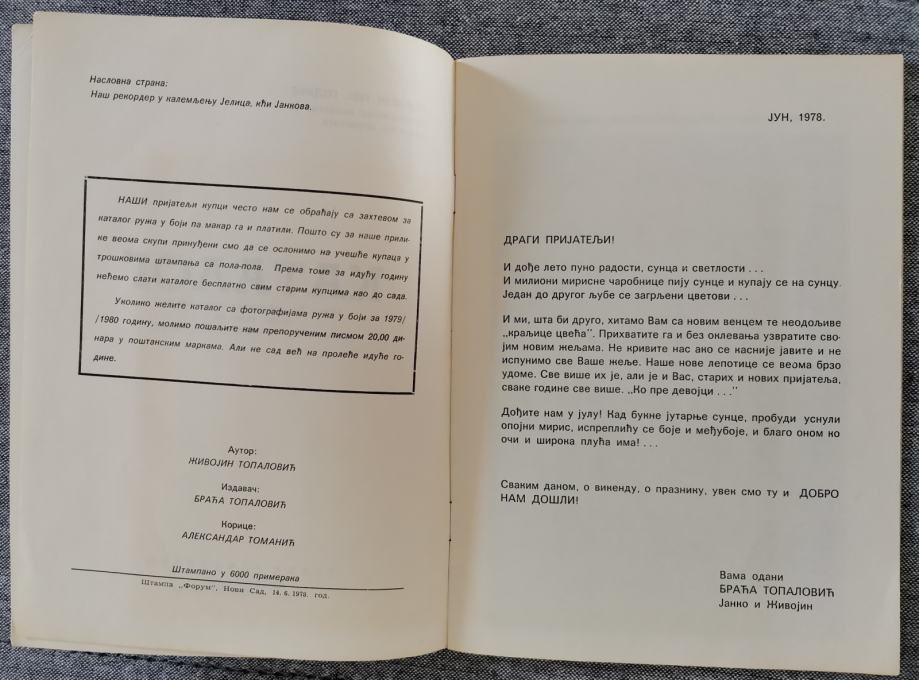 Насловна страна:
Наш рекордер у калемљењу Јелица, кћи Јанкова.
НАШИ пријатељи купци често нам се обраћају са захтевом за
каталог ружа у боји па макар га и платили. Пошто су за наше прили-
ке веома скупи принуђени смо да се ослонимо на учешће купаца у
трошковима штампања са пола-пола. Према томе за идућу годину
нећемо слати каталоге бесплатно свим старим купцима као до сада.
Уколико желите каталог са фотографијама ружа у боји за 1979/
/1980 годину, молимо пошаљите нам препорученим писмом 20,00 ди-
нара у поштанским маркама. Али не сад већ на пролеће идуће го-
дине.
Аутор:
ЖИВОЈИН ТОПАЛОВИЋ
Издавач:
БРАЋА ТОПАЛОВИЋ
Корице:
АЛЕКСАНДАР ТОМАНИЋ
Штампано у 6000 примерака
Штампа „Форум", Нови Сад, 14. 6. 1978. год.
ЈУН, 1978.
ДРАГИ ПРИЈАТЕЉИ!
И дође лето пуно радости, сунца и светлости . . .
И милиони мирисне чаробнице пију сунце и купају се на сунцу.
Један до другог љубе се загрљени цветови . . .
И ми, шта би друго, хитамо Вам са новим венцем те неодољиве
„краљице цвећа". Прихватите га и без оклевања узвратите сво-
јим новим жељама. Не кривите нас ако се касније јавите и не
испунимо све Ваше жеље. Наше нове лепотице се веома брзо
удоме. Све више их је, али је и Вас, старих и нових пријатеља,
сваке године све више. „Ко пре девојци . . ."
Дођите нам у јулу! Кад букне јутарње сунце, пробуди уснули
опојни мирис, испреплићу се боје и међубоје, и благо оном ко
очи и широка плућа има! . . .
Сваким даном, о викенду, о празнику, увек смо ту и ДОБРО
НАМ ДОШЛИ!
Вама одани
БРАЋА ТОПАЛОВИЋ
Јанко и Живојин